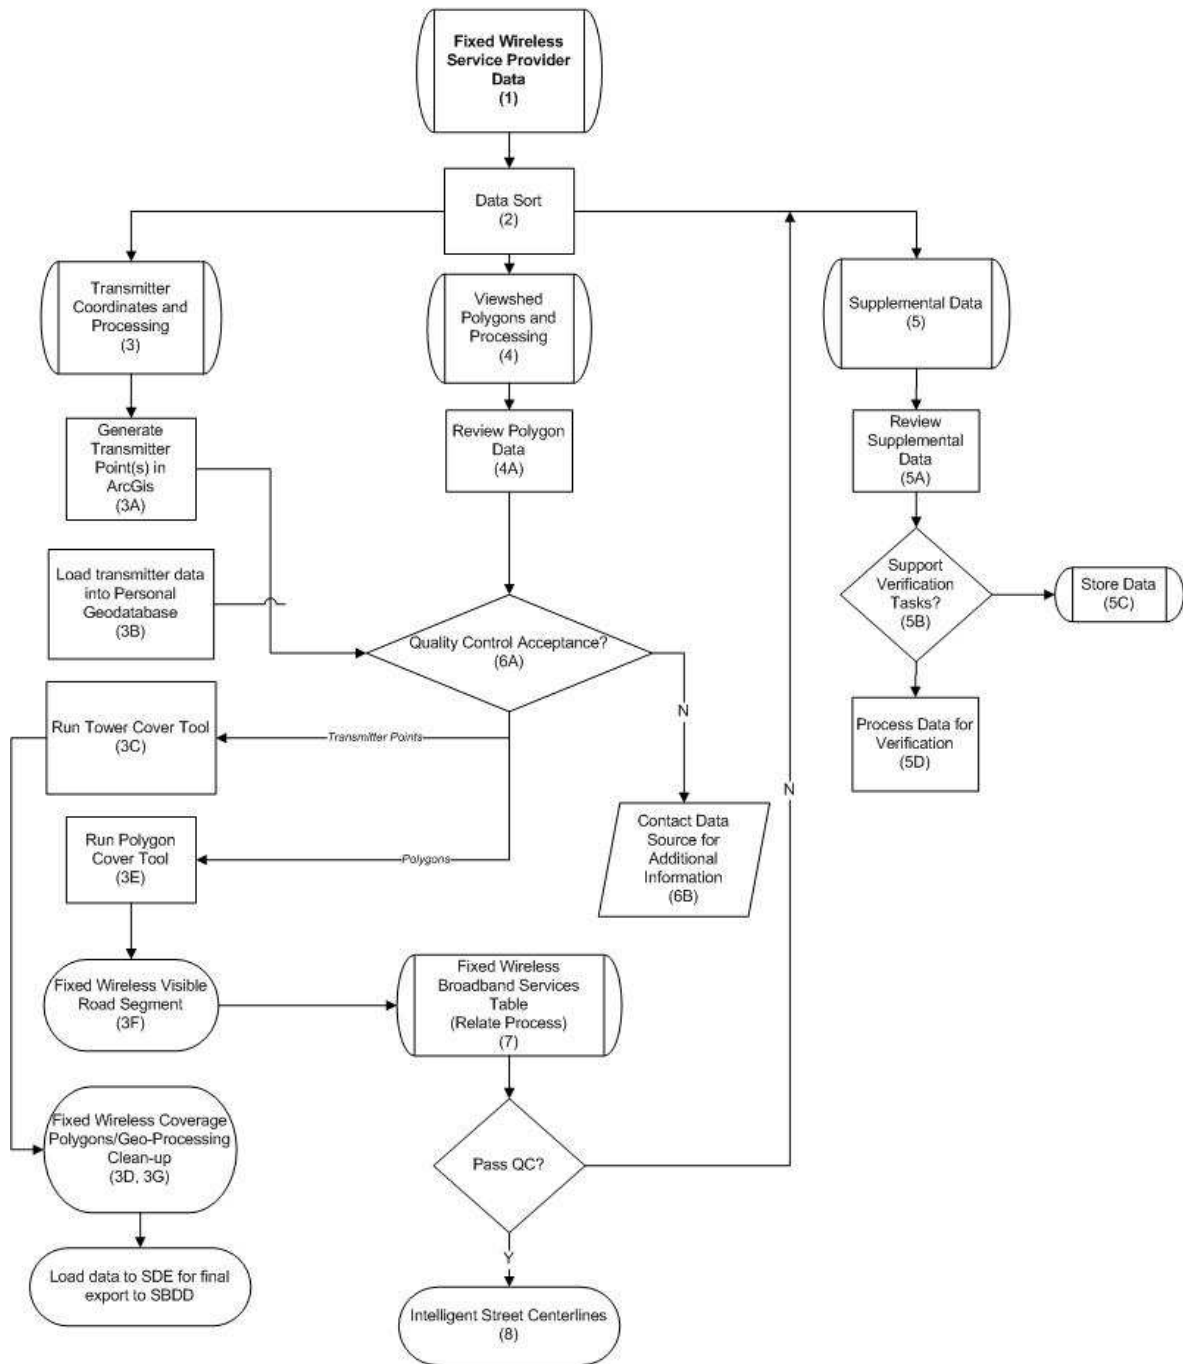 Fixed Wireless
Service Provider
Data
(1)
Data Sort
(2)
Transmitter
Coordinates and
Processing
(3)
Viewshed
Polygons and
Processing
(4)
Supplemental Data
(5)
Generate
Transmitter
Point(s) in
ArcGis
(3A)
Review Polygon
Data
(4A)
Review
Supplemental
Data
(5A)
Load transmitter data
into Personal
Geodatabase
(3B)
Support
Verification
Tasks?
(5B)
Store Data
(5C)
Quality Control Acceptance?
(6A)
N
Run Tower Cover Tool
(3C)
Transmitter Points
Process Data for
Verification
(5D)
N
Run Polygon
Cover Tool
(3E)
Polygons
Contact Data
Source for
Additional
Information
(6B)
Fixed Wireless Visible
Road Segment
(3F)
Fixed Wireless
Broadband Services
Table
(Relate Process)
(7)
Fixed Wireless Coverage
Polygons/Geo-Processing
Clean-up
(3D, 3G)
Pass QC?
Y
Load data to SDE for final
export to SBDD
Intelligent Street Centerlines
(8)